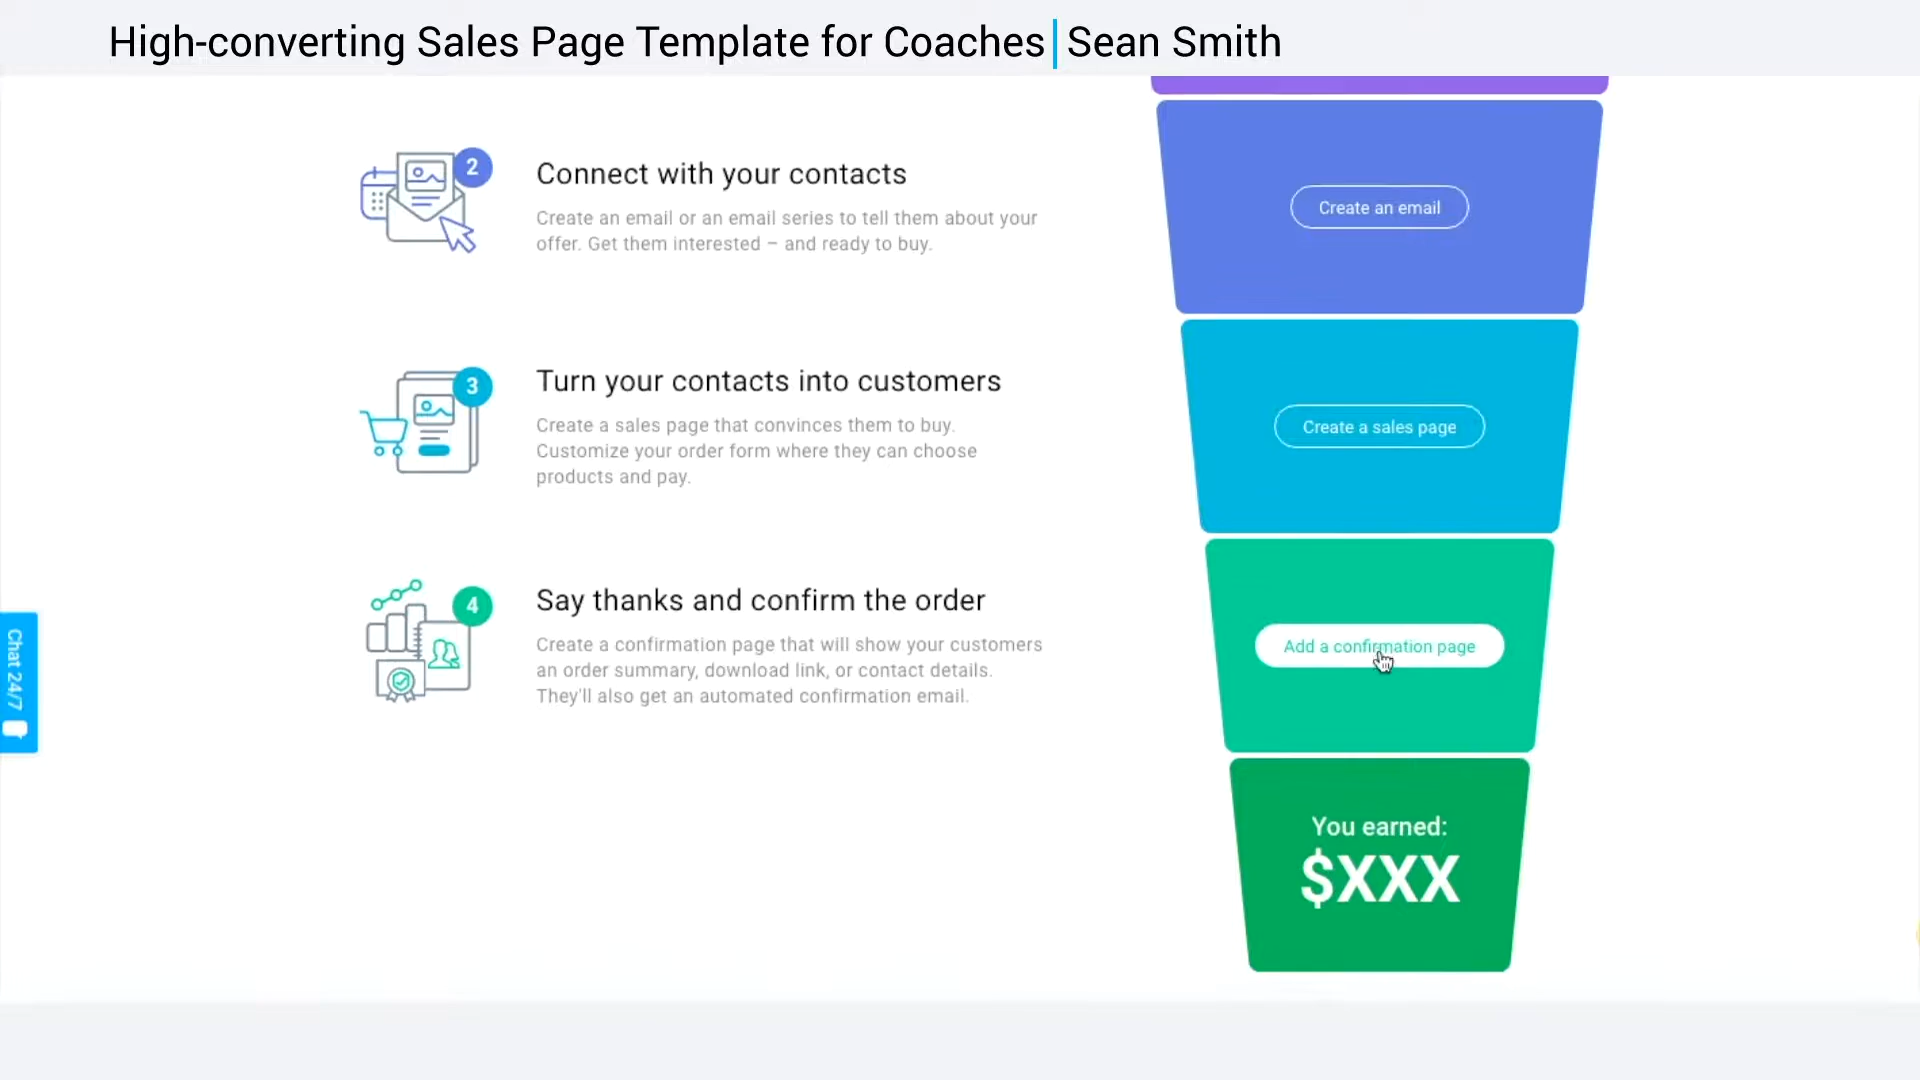 High-converting Sales Page Template for Coaches Sean Smith
2
Connect with your contacts
Create an email or an email series to tell them about your
offer. Get them interested – and ready to buy.
Create an email
3
Turn your contacts into customers
Create a sales page that convinces them to buy.
Customize your order form where they can choose
products and pay.
Create a sales page
4
Say thanks and confirm the order
Create a confirmation page that will show your customers
an order summary, download link, or contact details.
They'll also get an automated confirmation email.
Add a confirmation page
Chat 24/7
You earned:
$XXX